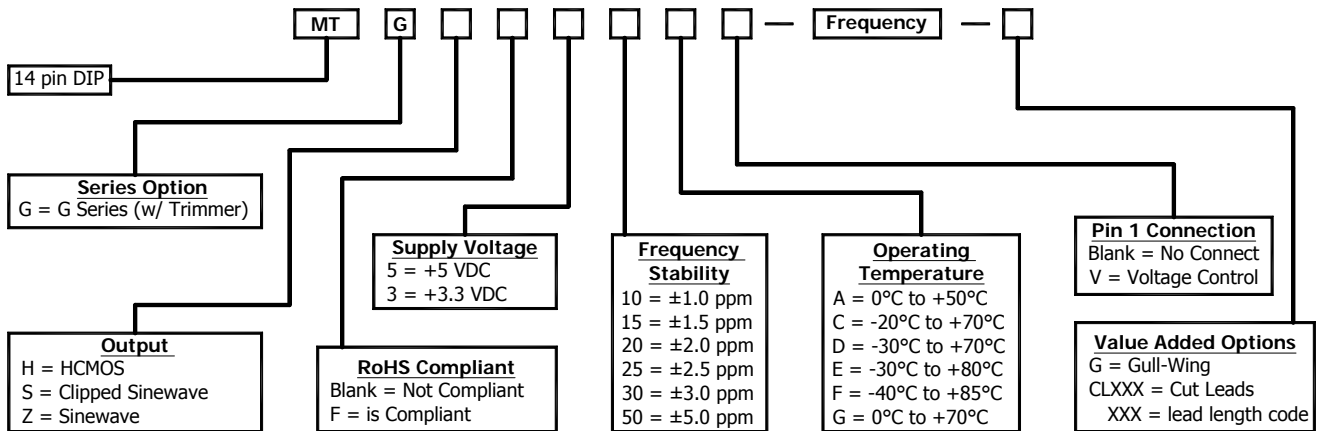 MT G — Frequency —
14 pin DIP
Series Option
G = G Series (w/ Trimmer)
Output
H = HCMOS
S = Clipped Sinewave
Z = Sinewave
Supply Voltage
5 = +5 VDC
3 = +3.3 VDC
RoHS Compliant
Blank = Not Compliant
F = is Compliant
Frequency
Stability
10 = ±1.0 ppm
15 = ±1.5 ppm
20 = ±2.0 ppm
25 = ±2.5 ppm
30 = ±3.0 ppm
50 = ±5.0 ppm
Operating
Temperature
A = 0°C to +50°C
C = -20°C to +70°C
D = -30°C to +70°C
E = -30°C to +80°C
F = -40°C to +85°C
G = 0°C to +70°C
Pin 1 Connection
Blank = No Connect
V = Voltage Control
Value Added Options
G = Gull-Wing
CLXXX = Cut Leads
XXX = lead length code